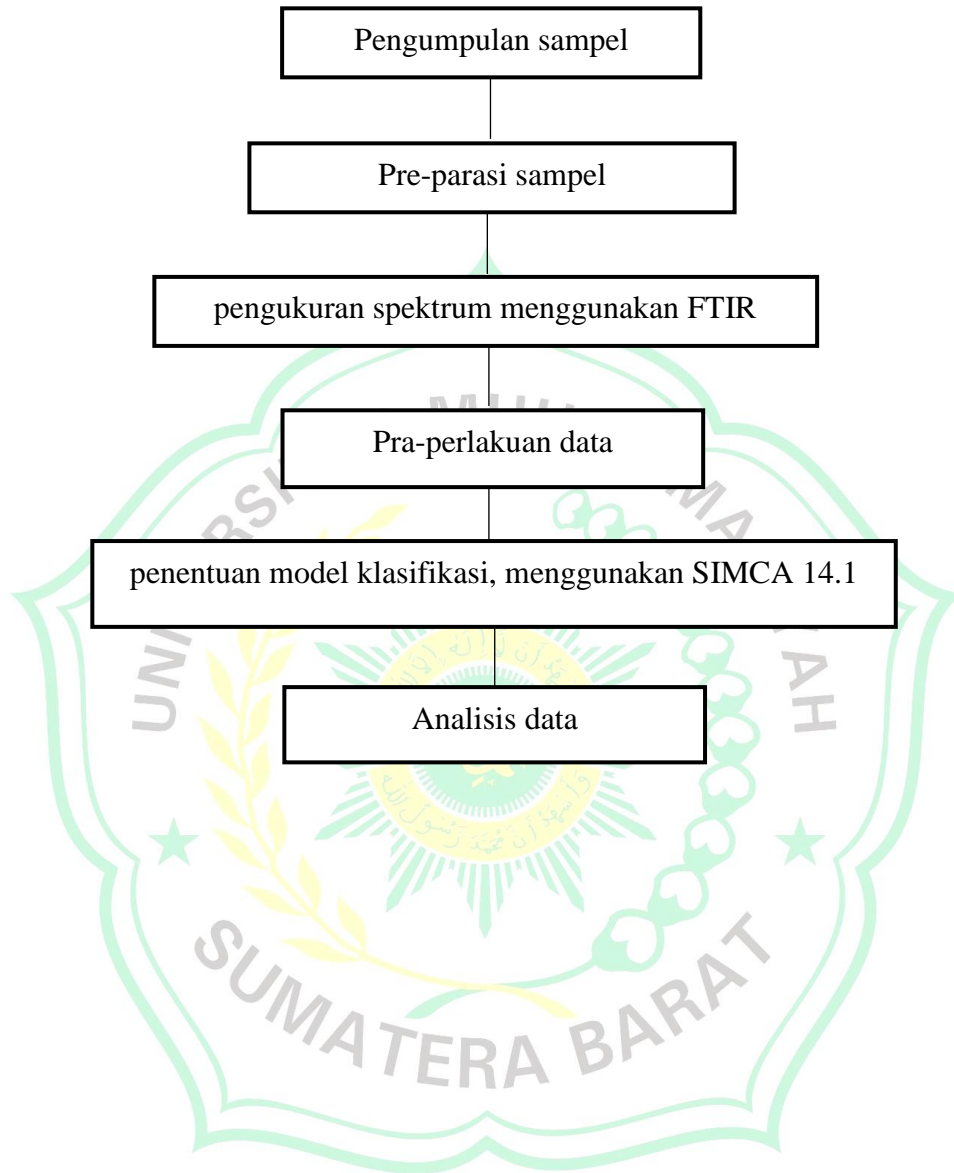 Pengumpulan sampel
Pre-parasi sampel
pengukuran spektrum menggunakan FTIR
Pra-perlakuan data
penentuan model klasifikasi, menggunakan SIMCA 14.1
Analisis data
SUMATERA BARAT